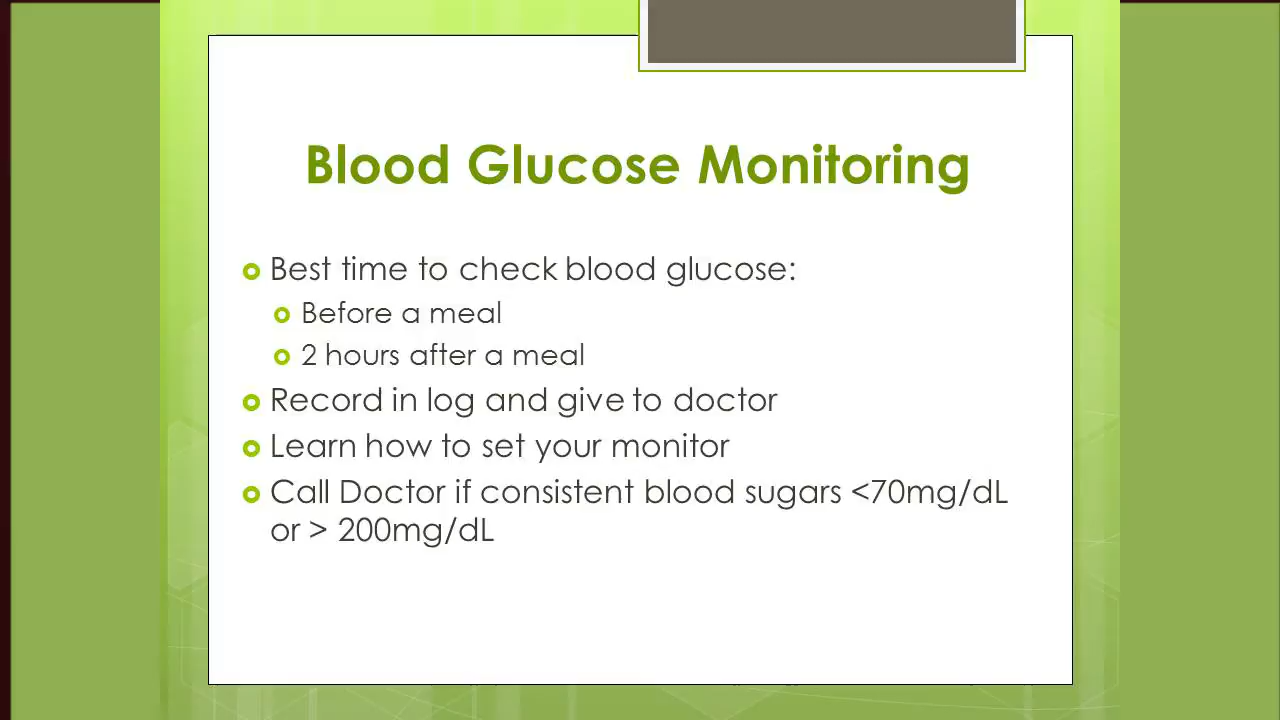 Blood Glucose Monitoring
Best time to check blood glucose:
Before a meal
2 hours after a meal
Record in log and give to doctor
Learn how to set your monitor
Call Doctor if consistent blood sugars <70mg/dL
or > 200mg/dL